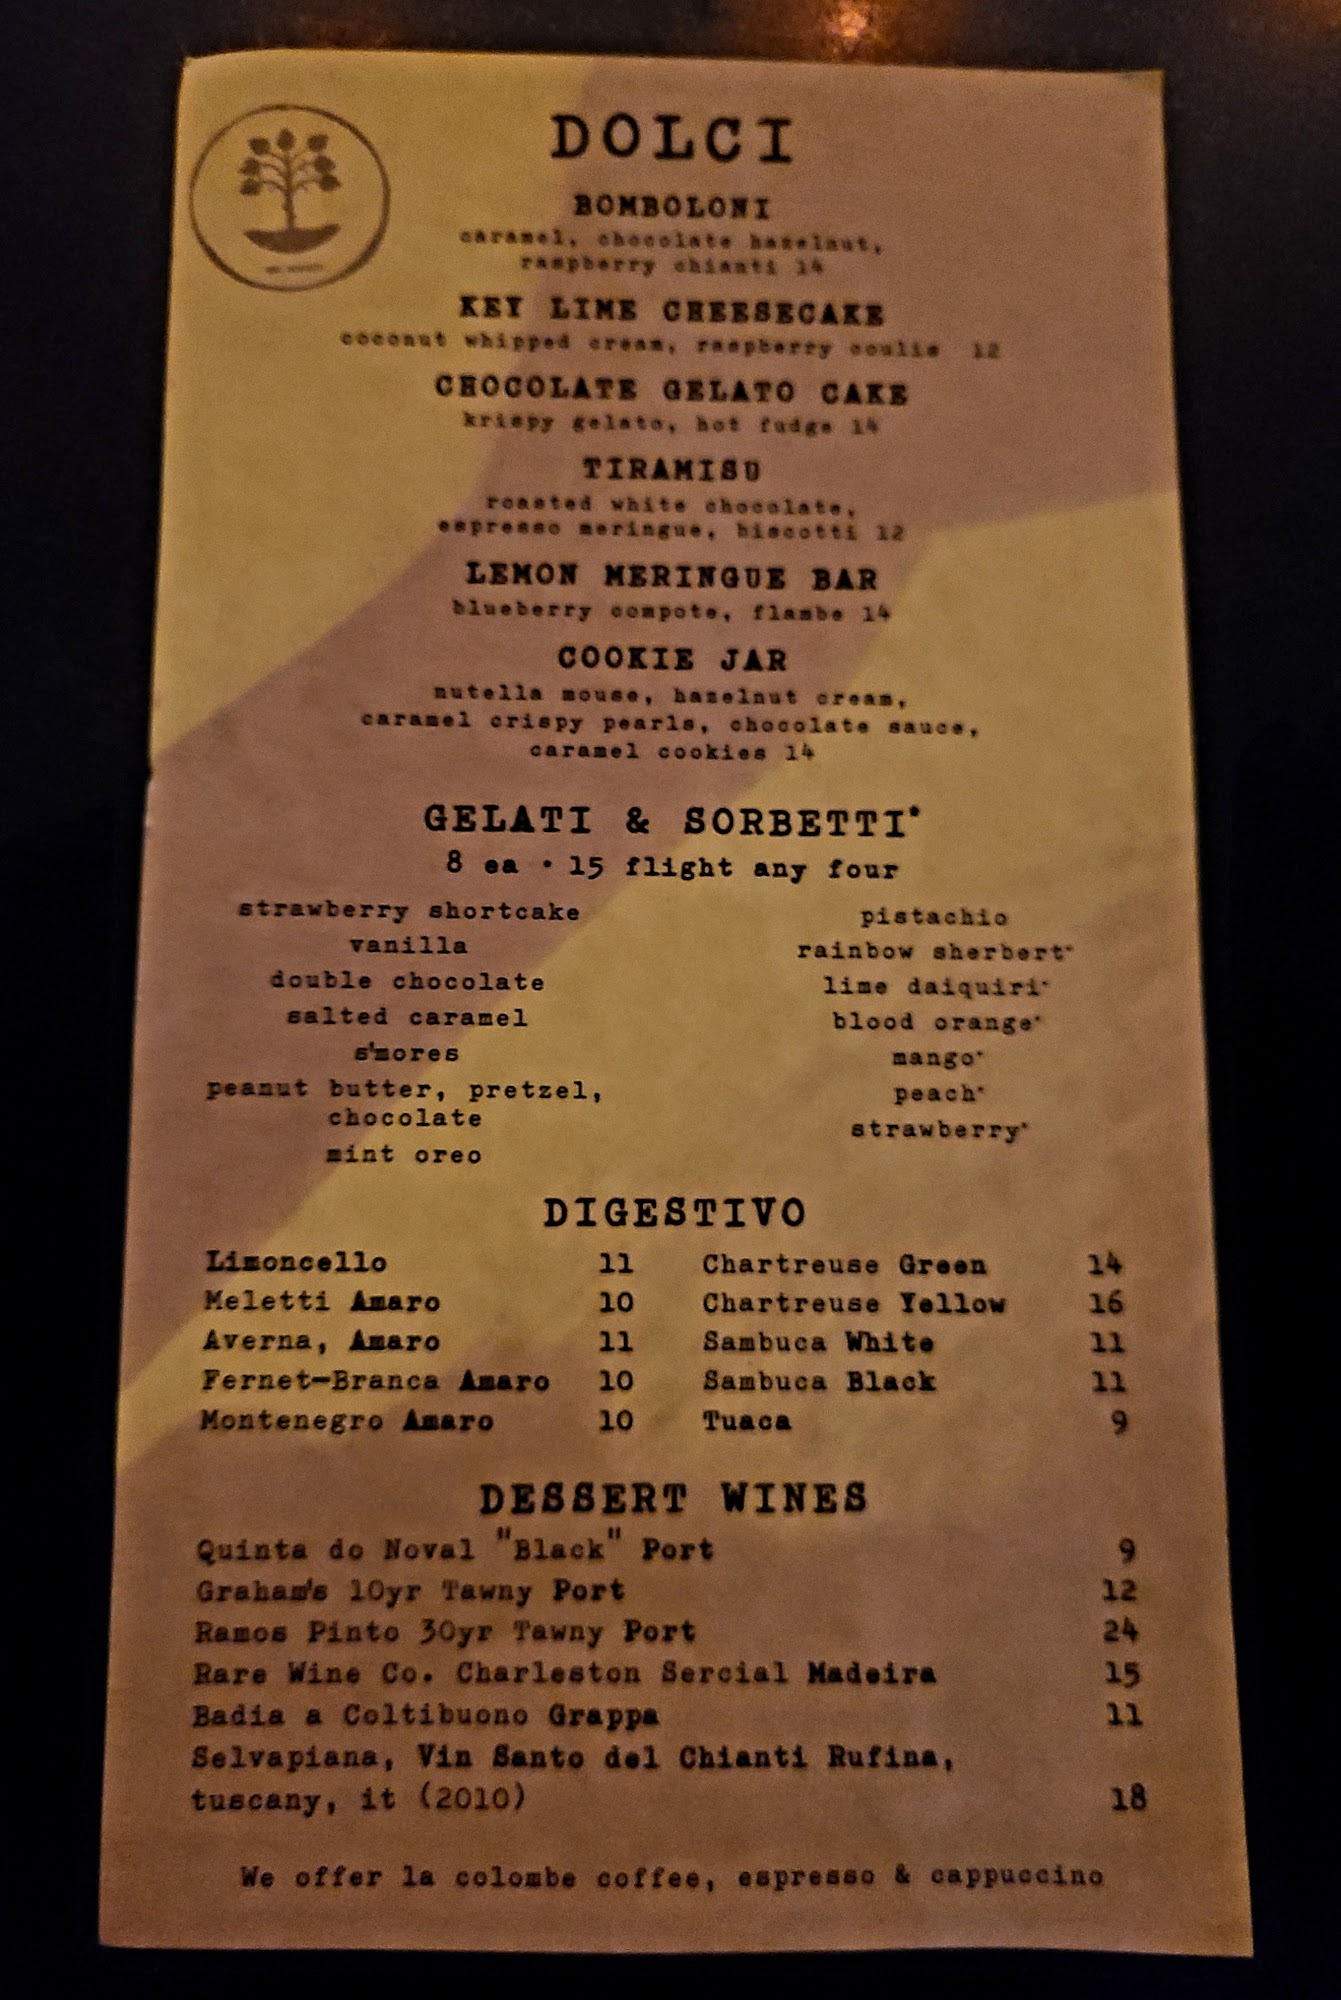 DOLCI
BOMBOLONI
caramel, chocolate hazelnut,
raspberry chianti 14
KEY LIME CHEESECAKE
coconut whipped cream, raspberry coulis 12
CHOCOLATE GELATO CAKE
krispy gelato, hot fudge 14
TIRAMISU
roasted white chocolate,
espresso meringue, biscotti 12
LEMON MERINGUE BAR
blueberry compote, flambe 14
COOKIE JAR
nutella mouse, hazelnut cream,
caramel crispy pearls, chocolate sauce,
caramel cookies 14
GELATI & SORBETTI*
8 ea • 15 flight any four
strawberry shortcake
vanilla
double chocolate
salted caramel
s'mores
peanut butter, pretzel,
chocolate
mint oreo
pistachio
rainbow sherbert*
lime daiquiri*
blood orange*
mango*
peach*
strawberry*
DIGESTIVO
Limoncello 11
Meletti Amaro 10
Averna, Amaro 11
Fernet-Branca Amaro 10
Montenegro Amaro 10
Chartreuse Green 14
Chartreuse Yellow 16
Sambuca White 11
Sambuca Black 11
Tuaca 9
DESSERT WINES
Quinta do Noval "Black" Port 9
Graham's 10yr Tawny Port 12
Ramos Pinto 30yr Tawny Port 24
Rare Wine Co. Charleston Sercial Madeira 15
Badia a Coltibuono Grappa 11
Selvapiana, Vin Santo del Chianti Rufina,
tuscany, it (2010) 18
We offer la colombe coffee, espresso & cappuccino